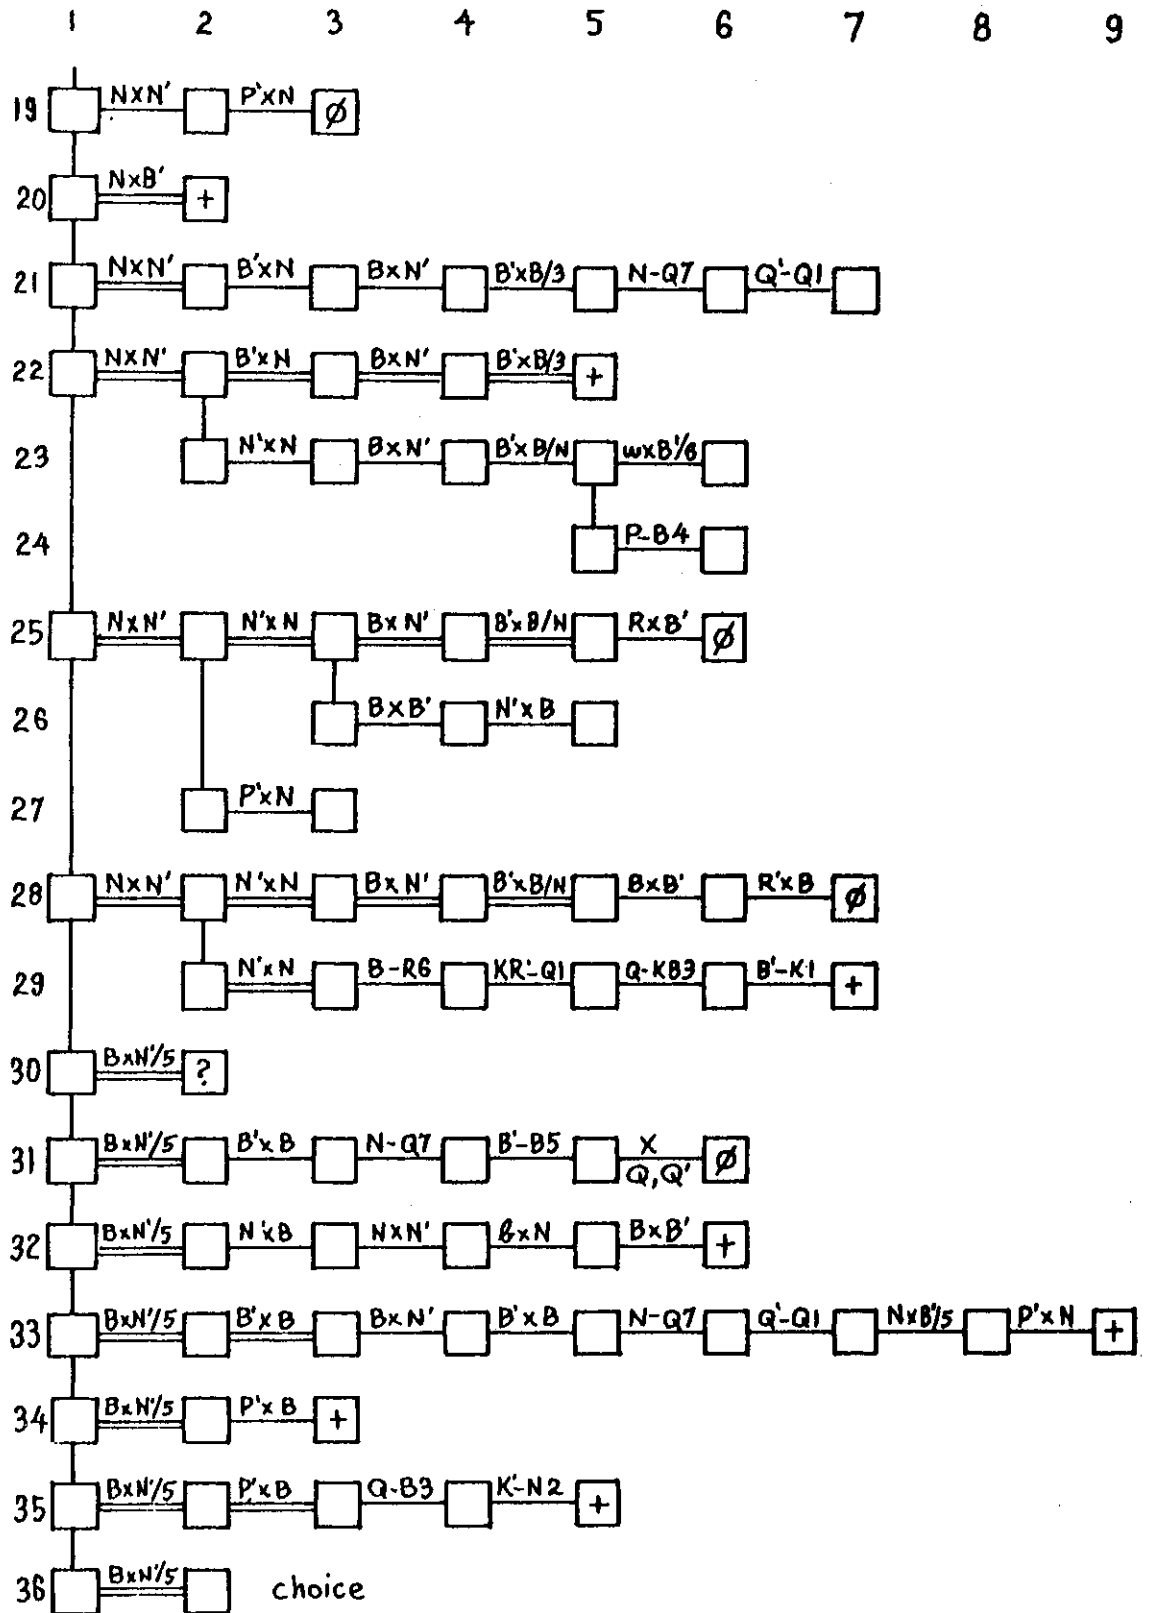 1 2 3 4 5 6 7 8 9
19 N×N' P'×N ∅
20 N×B' +
21 N×N' B'×N B×N' B'×B/3 N-Q7 Q'-Q1
22 N×N' B'×N B×N' B'×B/3 +
23 N'×N B×N' B'×B/N w×B'/6
24 P-B4
25 N×N' N'×N B×N' B'×B/N R×B' ∅
26 B×B' N'×B
27 P'×N
28 N×N' N'×N B×N' B'×B/N B×B' R'×B ∅
29 N'×N B-R6 KR'-Q1 Q-KB3 B'-K1 +
30 B×N'/5 ?
31 B×N'/5 B'×B N-Q7 B'-B5 X Q,Q' ∅
32 B×N'/5 N'×B N×N' b×N B×B' +
33 B×N'/5 B'×B B×N' B'×B N-Q7 Q'-Q1 N×B'/5 P'×N +
34 B×N'/5 P'×B +
35 B×N'/5 P'×B Q-B3 K'-N2 +
36 B×N'/5 choice